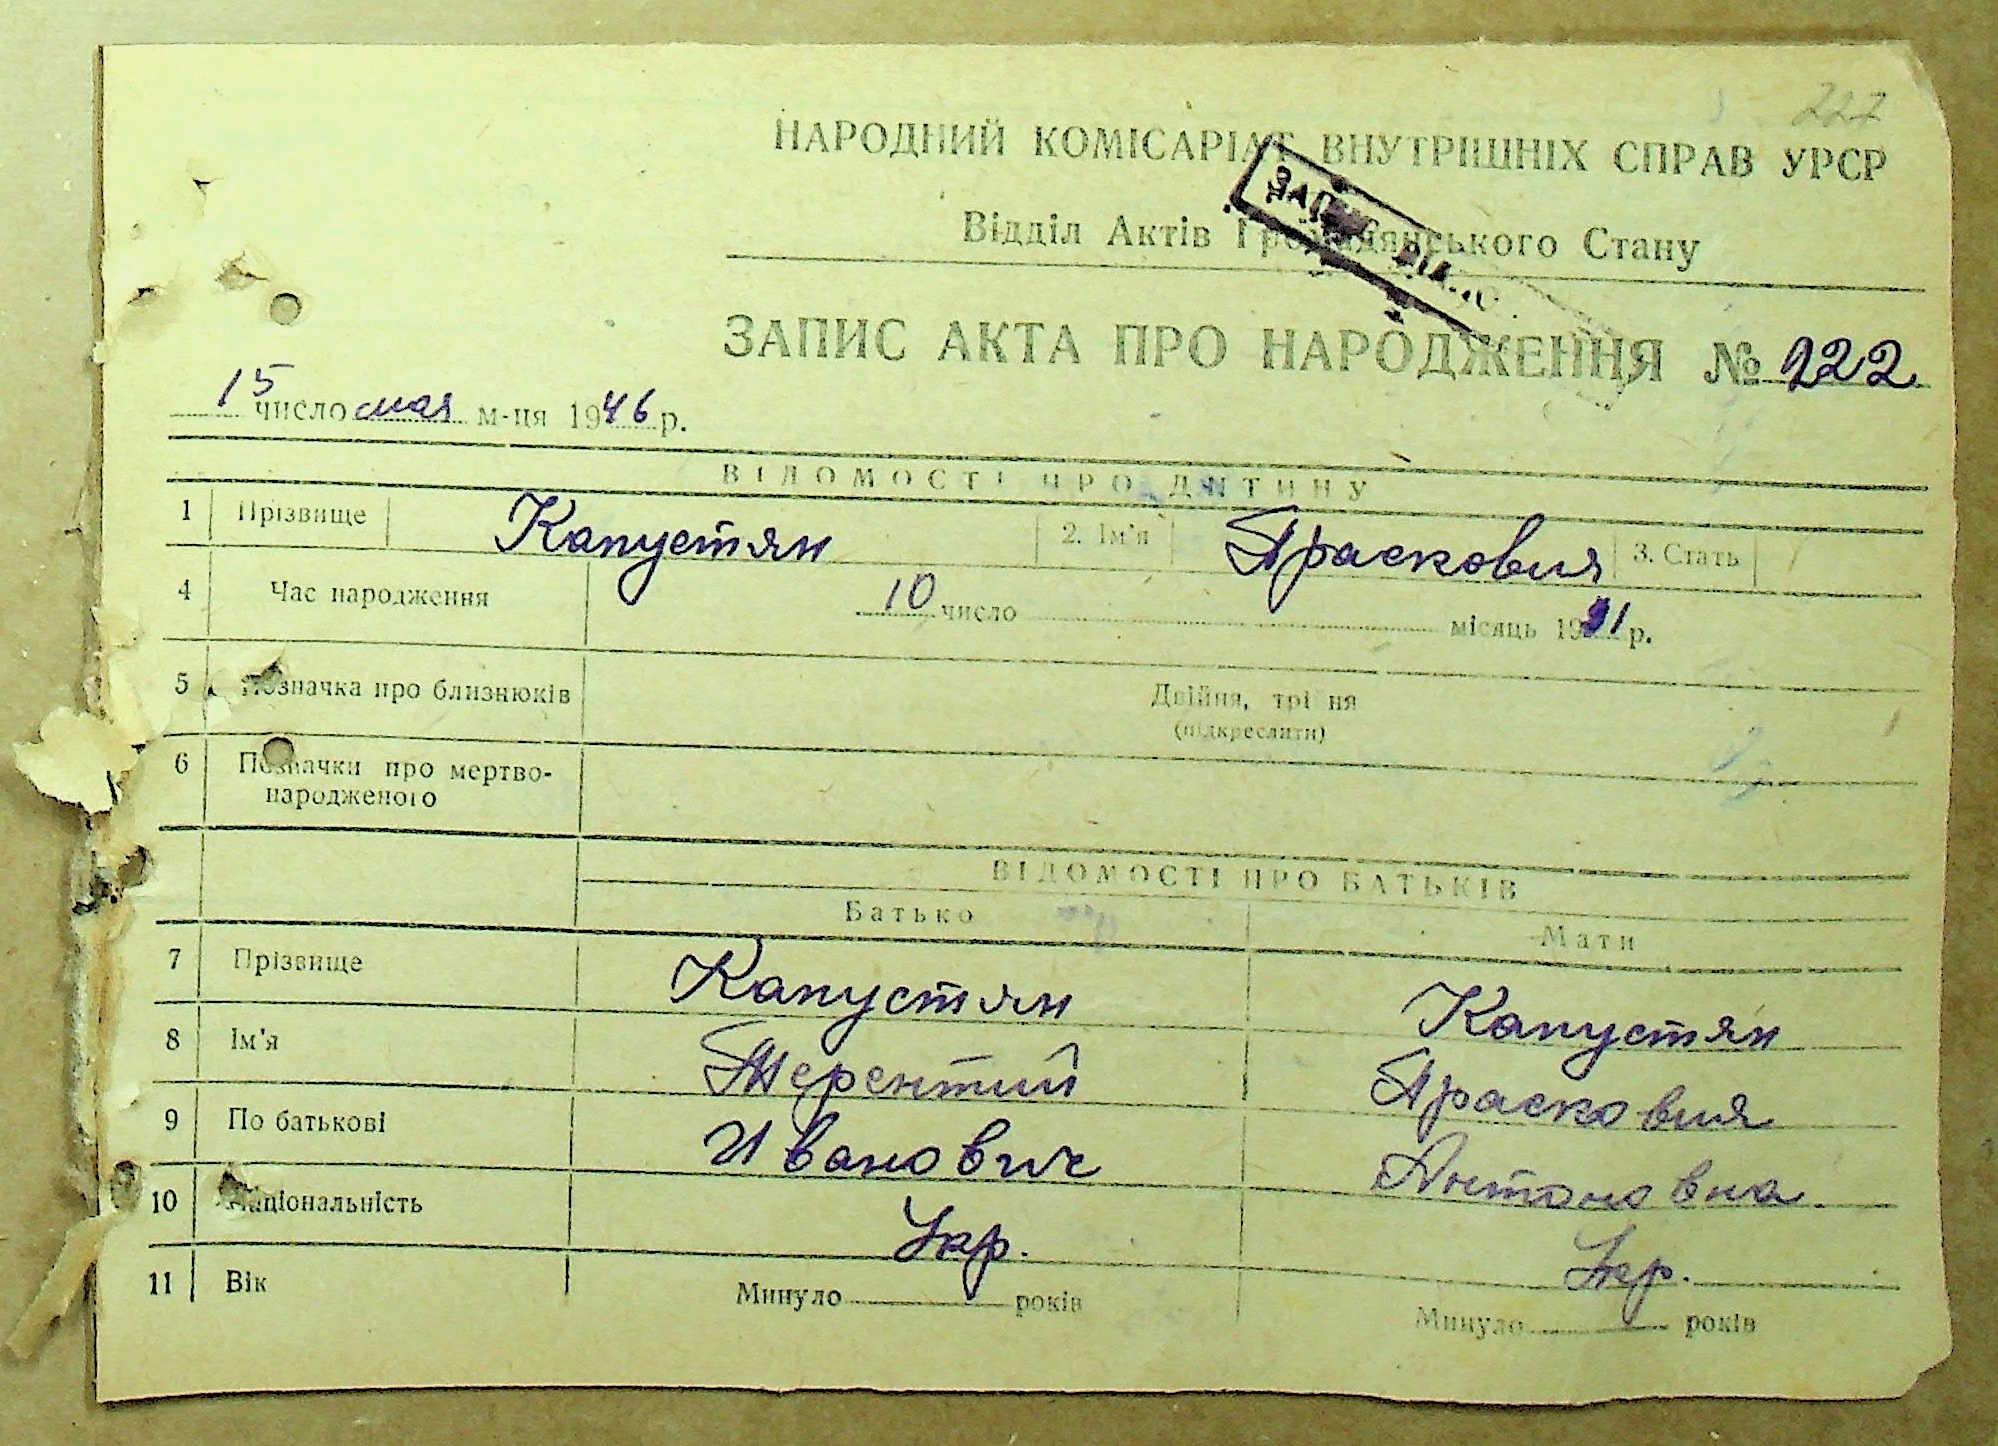 222
НАРОДНИЙ КОМІСАРІАТ ВНУТРІШНІХ СПРАВ УРСР
Відділ Актів Громадянського Стану
ЗАПИС АКТА ПРО НАРОДЖЕННЯ № 222
15 число мая м-ця 1946 р.
ВІДОМОСТІ ПРО ДИТИНУ
1 Прізвище Капустян 2. Ім'я Прасковия 3. Стать
4 Час народження 10 число місяць 1931 р.
5 Позначка про близнюків Двійня, трійня
(підкреслити)
6 Позначки про мертво-
народженого
ВІДОМОСТІ ПРО БАТЬКІВ
Батько Мати
7 Прізвище Капустян Капустян
8 Ім'я Терентий Прасковия
9 По батькові Иванович Антоновна
10 Національність Укр. Укр.
11 Вік Минуло років Минуло років